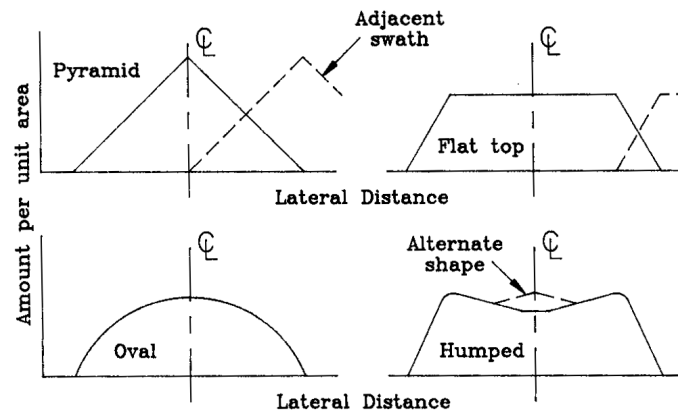 Amount per unit area
Pyramid
℄
Adjacent
swath
℄
Flat top
Lateral Distance
℄
Oval
Alternate
shape
℄
Humped
Lateral Distance